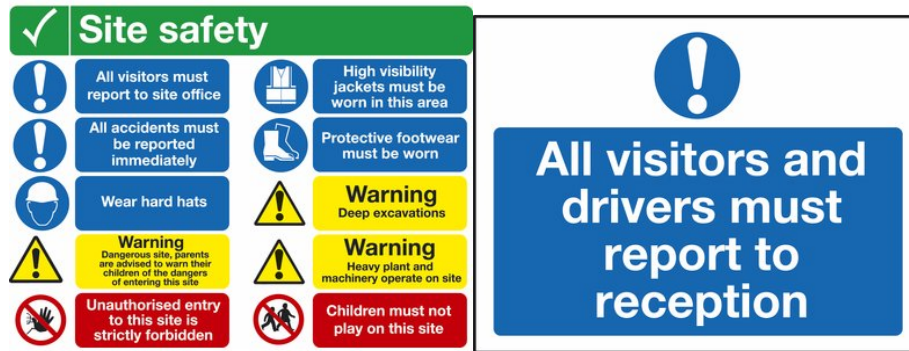 Site safety
All visitors must
report to site office
High visibility
jackets must be
worn in this area
All accidents must
be reported
immediately
Protective footwear
must be worn
Wear hard hats
Warning
Deep excavations
Warning
Dangerous site, parents
are advised to warn their
children of the dangers
of entering this site
Warning
Heavy plant and
machinery operate on site
Unauthorised entry
to this site is
strictly forbidden
Children must not
play on this site
All visitors and
drivers must
report to
reception